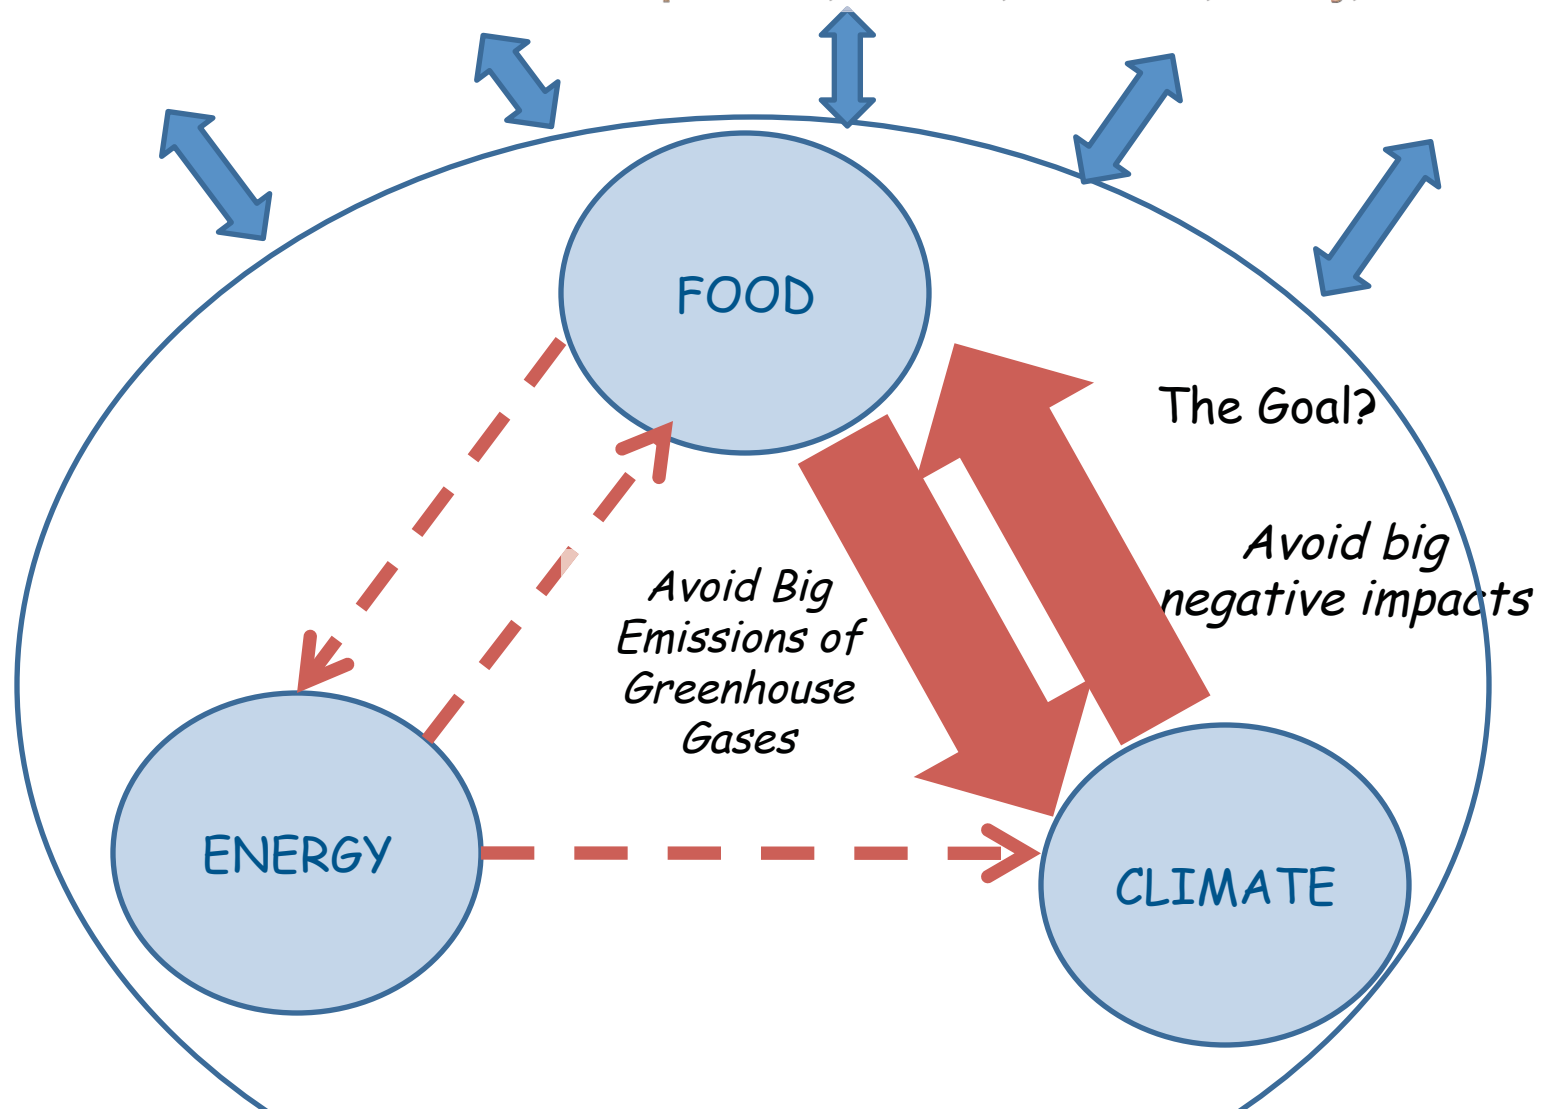 FOOD
The Goal?
Avoid big
negative impacts
Avoid Big
Emissions of
Greenhouse
Gases
ENERGY
CLIMATE